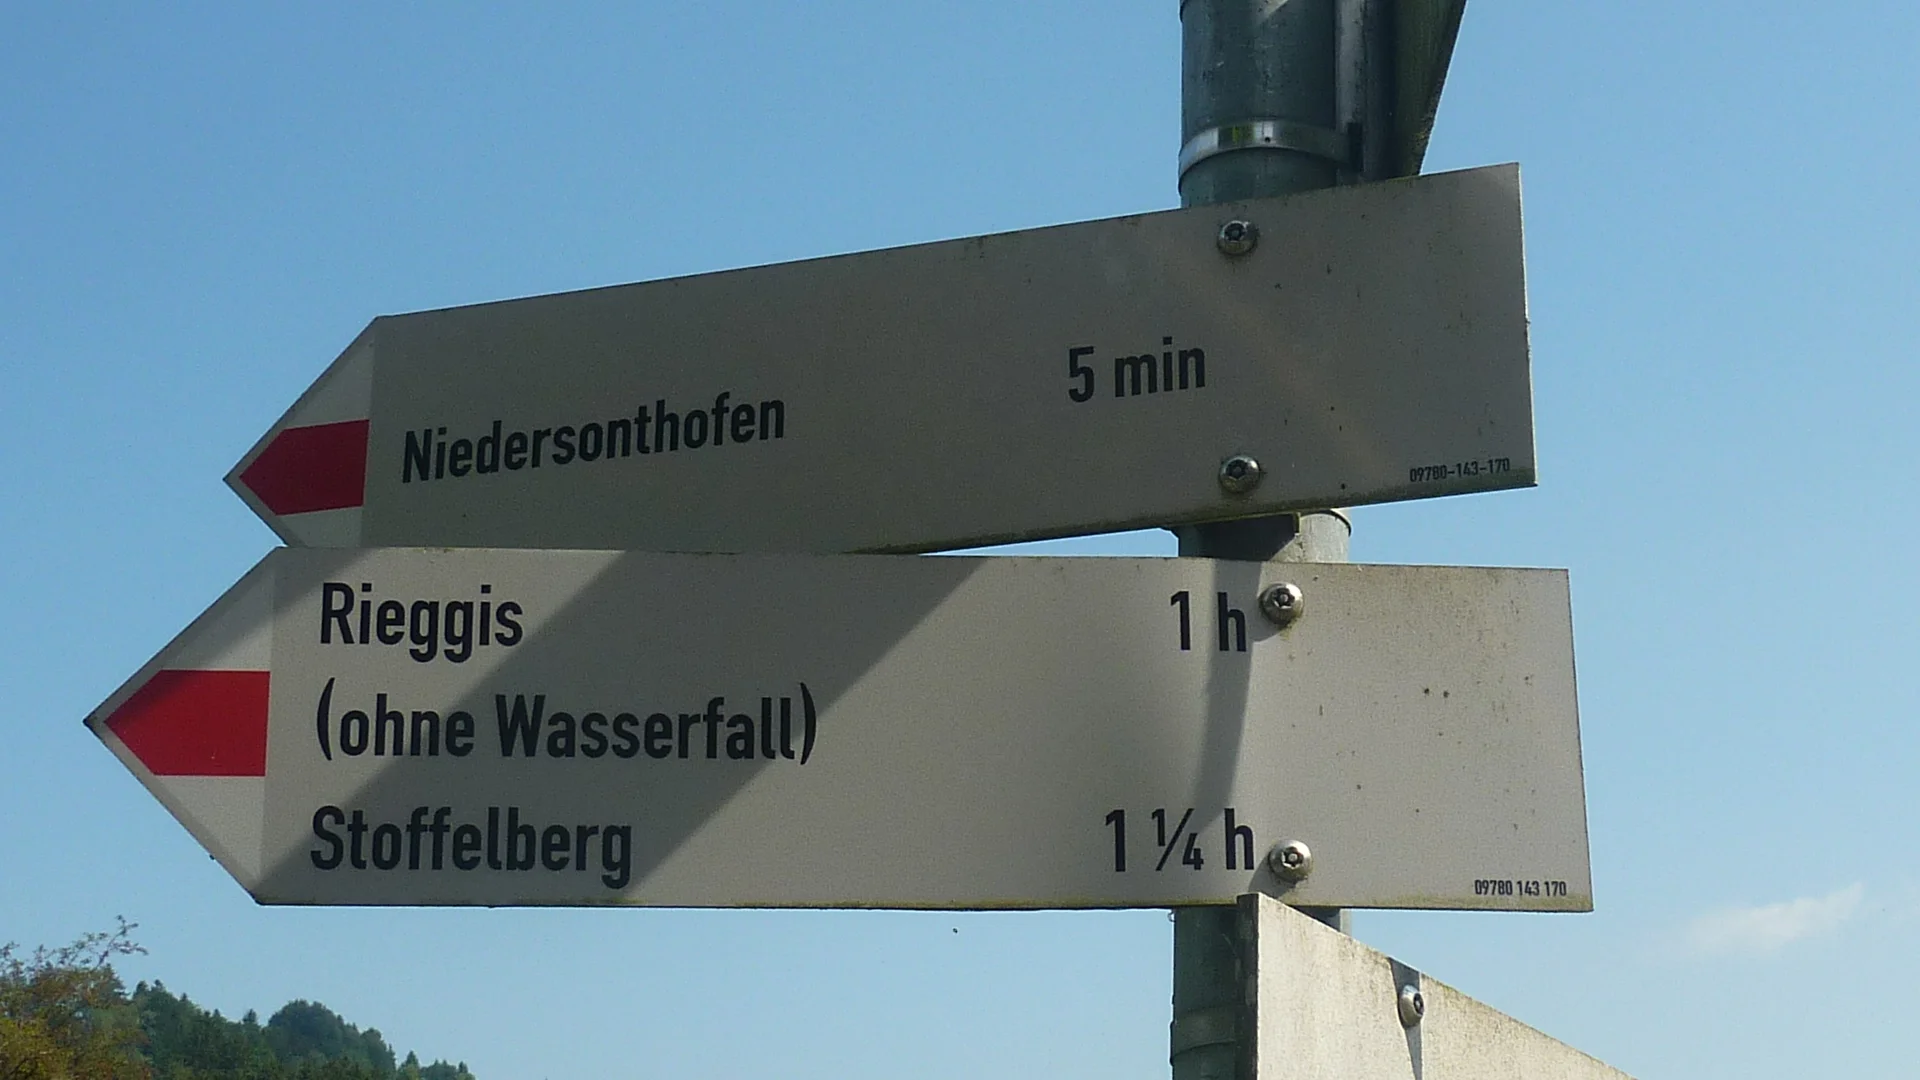 Niedersonthofen 5 min
09780-143-170
Rieggis 1 h
(ohne Wasserfall)
Stoffelberg 1 ¼ h
09780 143 170